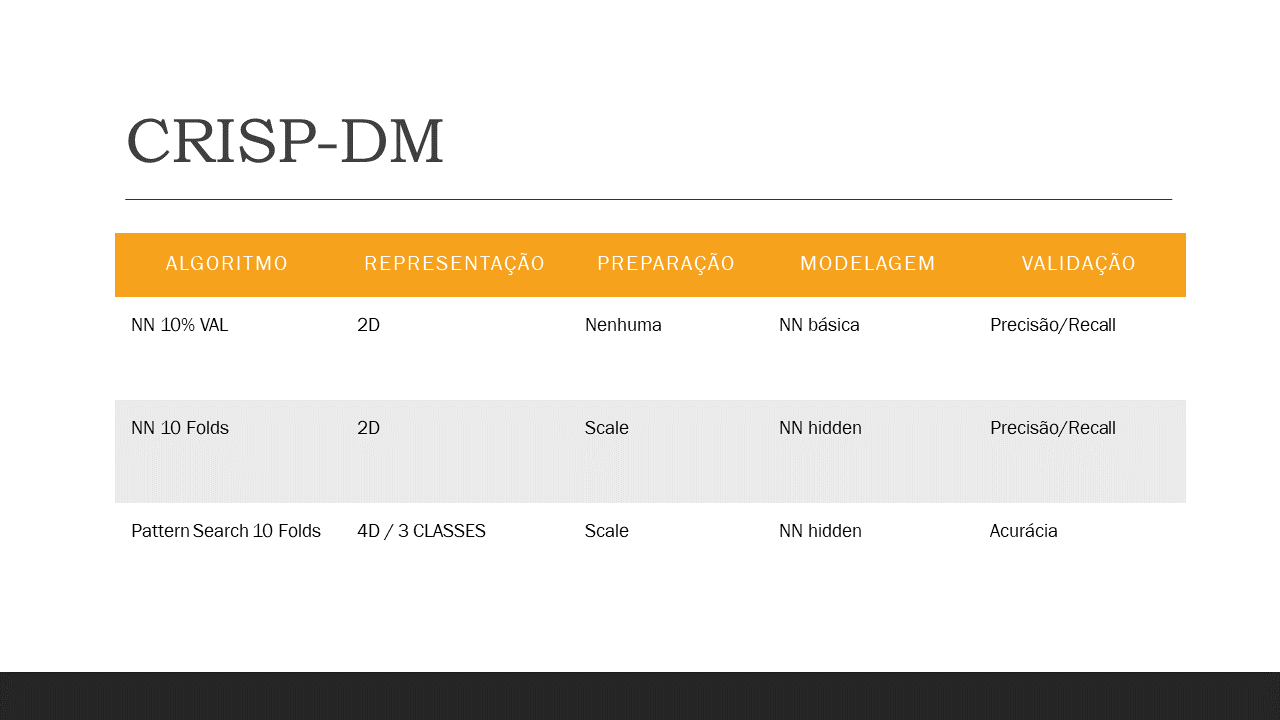 CRISP-DM
ALGORITMO REPRESENTAÇÃO PREPARAÇÃO MODELAGEM VALIDAÇÃO
NN 10% VAL 2D Nenhuma NN básica Precisão/Recall
NN 10 Folds 2D Scale NN hidden Precisão/Recall
Pattern Search 10 Folds 4D / 3 CLASSES Scale NN hidden Acurácia